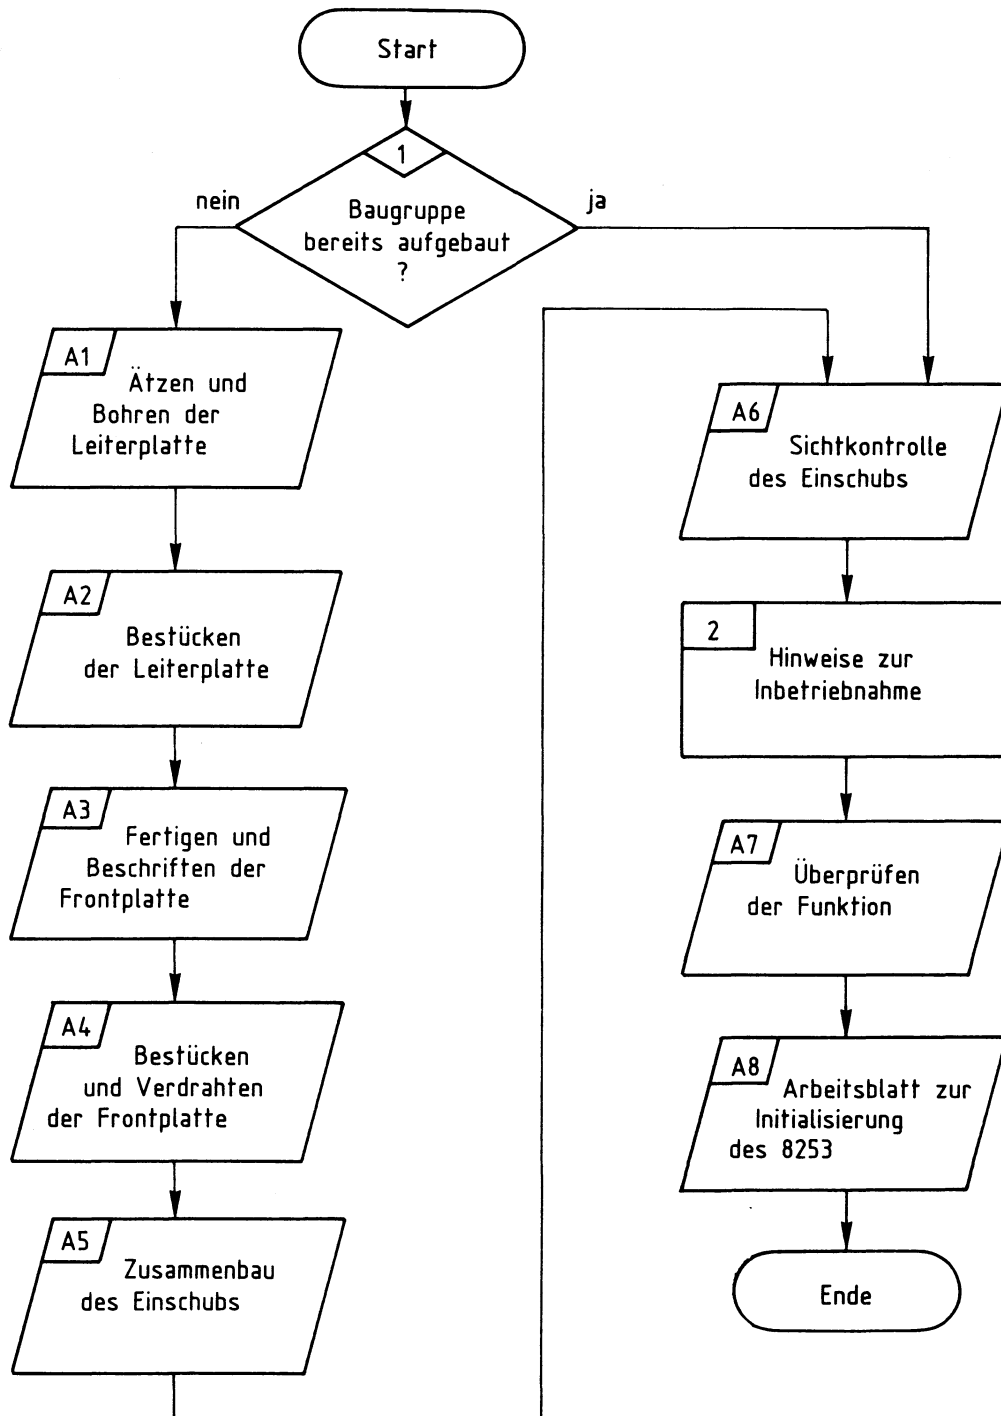 Start
1
Baugruppe
bereits aufgebaut
?
nein
ja
A1
Ätzen und
Bohren der
Leiterplatte
A2
Bestücken
der Leiterplatte
A3
Fertigen und
Beschriften der
Frontplatte
A4
Bestücken
und Verdrahten
der Frontplatte
A5
Zusammenbau
des Einschubs
A6
Sichtkontrolle
des Einschubs
2
Hinweise zur
Inbetriebnahme
A7
Überprüfen
der Funktion
A8
Arbeitsblatt zur
Initialisierung
des 8253
Ende